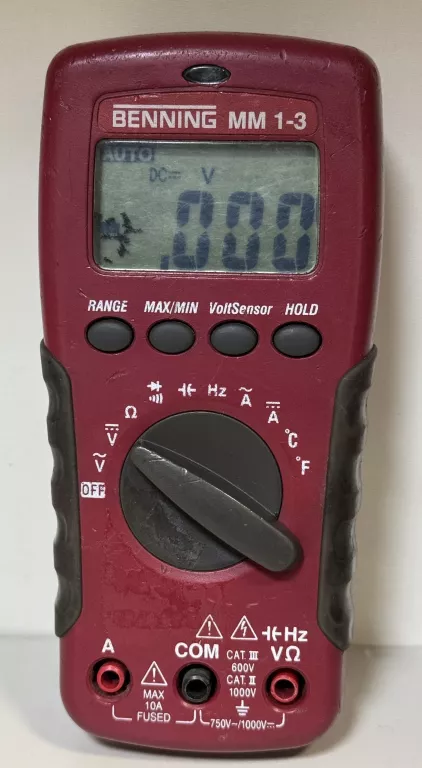 BENNING MM 1-3
AUTO
DC V
.000
RANGE MAX/MIN VoltSensor HOLD
Hz
Ω A A
V °C
V °F
OFF
Hz
A COM CAT. III VΩ
600V
CAT. II
1000V
MAX
10A
FUSED
750V~/1000V⎓